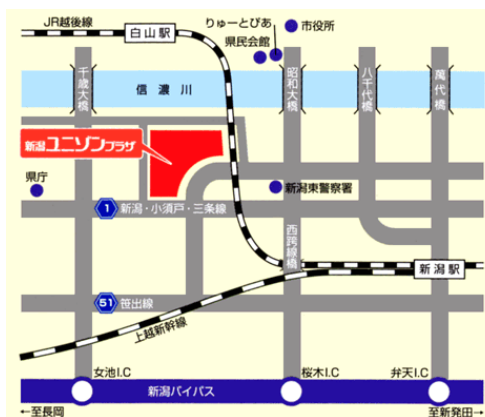 JR越後線
白山駅
りゅーとぴあ
市役所
県民会館
千歳大橋
信濃川
昭和大橋
八千代橋
萬代橋
新潟ユニゾンプラザ
県庁
新潟東警察署
1
新潟・小須戸・三条線
西跨線橋
新潟駅
51
笹出線
上越新幹線
女池I.C
桜木I.C
弁天I.C
新潟バイパス
←至長岡
至新発田→